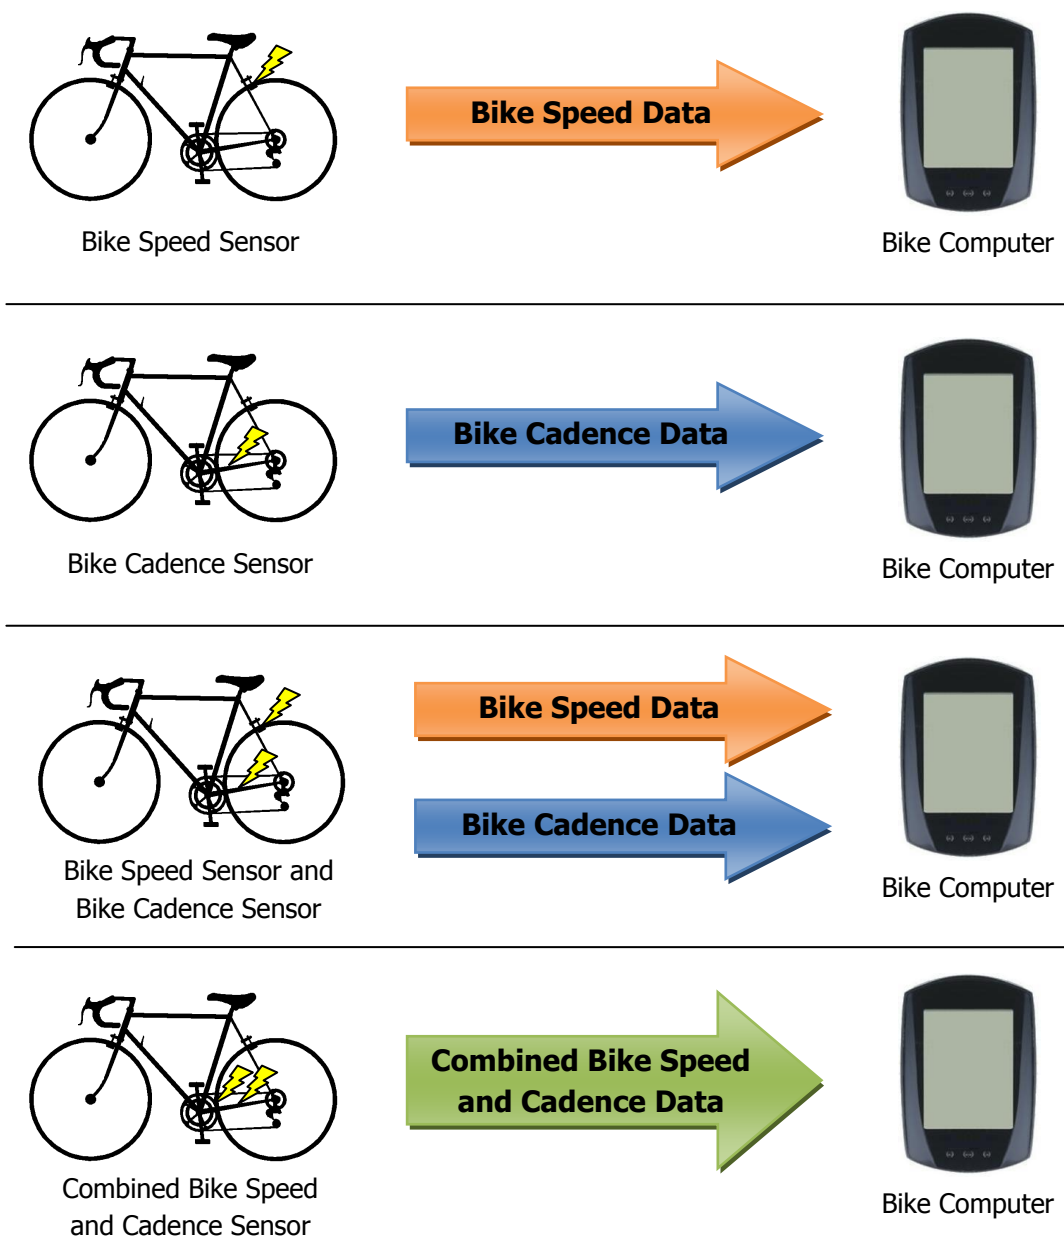 Bike Speed Data
Bike Speed Sensor
Bike Computer
Bike Cadence Data
Bike Cadence Sensor
Bike Computer
Bike Speed Data
Bike Cadence Data
Bike Speed Sensor and
Bike Cadence Sensor
Bike Computer
Combined Bike Speed
and Cadence Data
Combined Bike Speed
and Cadence Sensor
Bike Computer